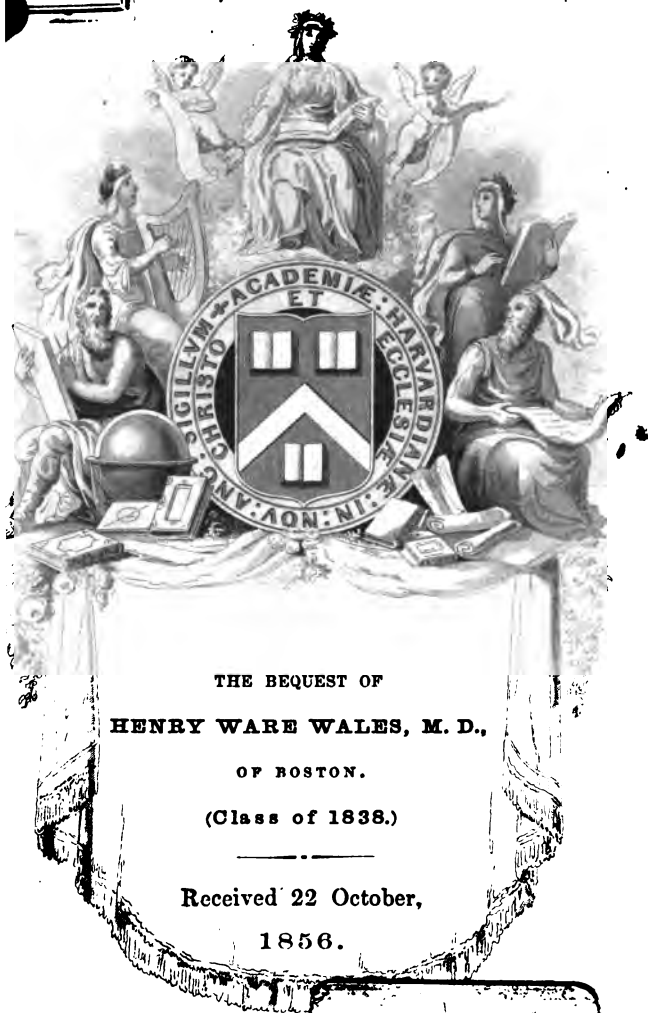 SIGILLVM ✠ ACADEMIÆ: HARVARDIANÆ: IN: NOV: ANG:
CHRISTO ET ECCLESIÆ
THE BEQUEST OF
HENRY WARE WALES, M. D.,
OF BOSTON.
(Class of 1838.)
Received 22 October,
1856.